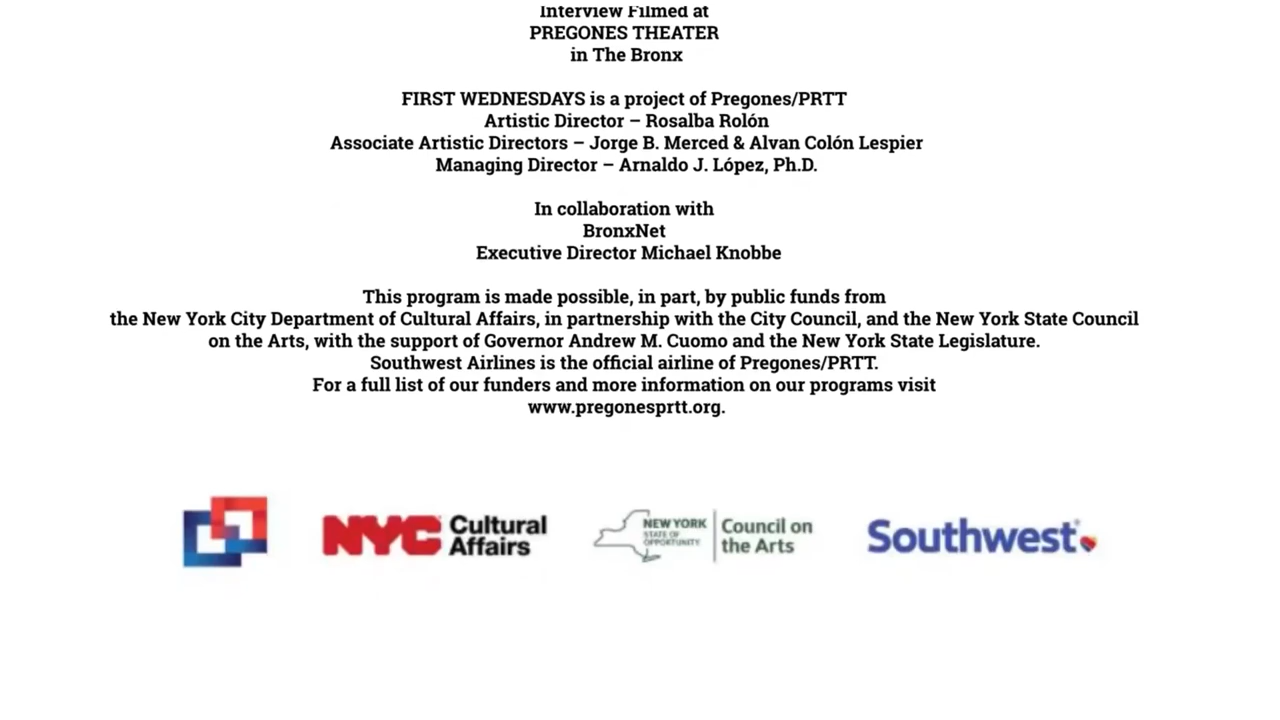 Interview Filmed at
PREGONES THEATER
in The Bronx
FIRST WEDNESDAYS is a project of Pregones/PRTT
Artistic Director – Rosalba Rolón
Associate Artistic Directors – Jorge B. Merced & Alvan Colón Lespier
Managing Director – Arnaldo J. López, Ph.D.
In collaboration with
BronxNet
Executive Director Michael Knobbe
This program is made possible, in part, by public funds from
the New York City Department of Cultural Affairs, in partnership with the City Council, and the New York State Council
on the Arts, with the support of Governor Andrew M. Cuomo and the New York State Legislature.
Southwest Airlines is the official airline of Pregones/PRTT.
For a full list of our funders and more information on our programs visit
www.pregonesprtt.org.
NYC Cultural
Affairs
NEW YORK
STATE OF
OPPORTUNITY
Council on
the Arts
Southwest